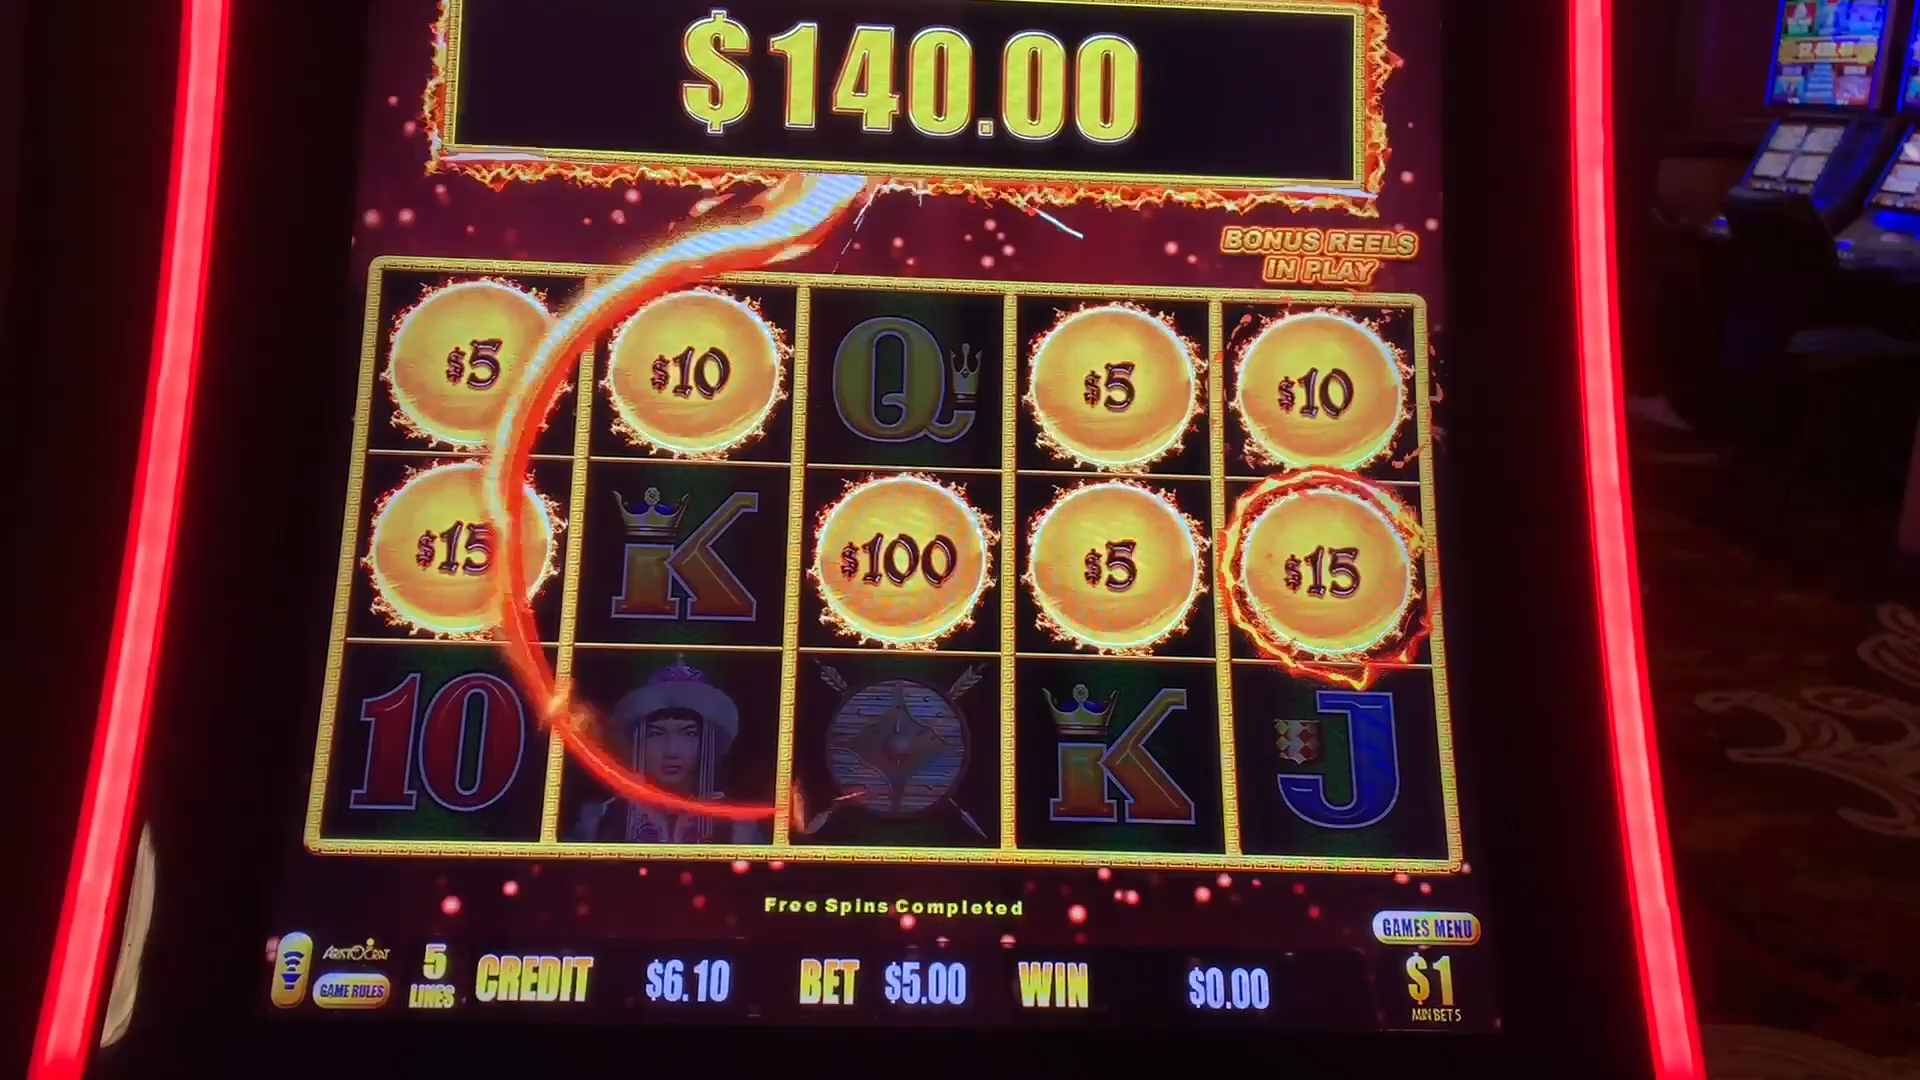 $140.00
BONUS REELS
IN PLAY
$5 $10 Q $5 $10
$15 K $100 $5 $15
10 K J
Free Spins Completed
GAMES MENU
ARISTOCRAT
GAME RULES
5
LINES
CREDIT $6.10 BET $5.00 WIN $0.00
$1
MIN BET 5